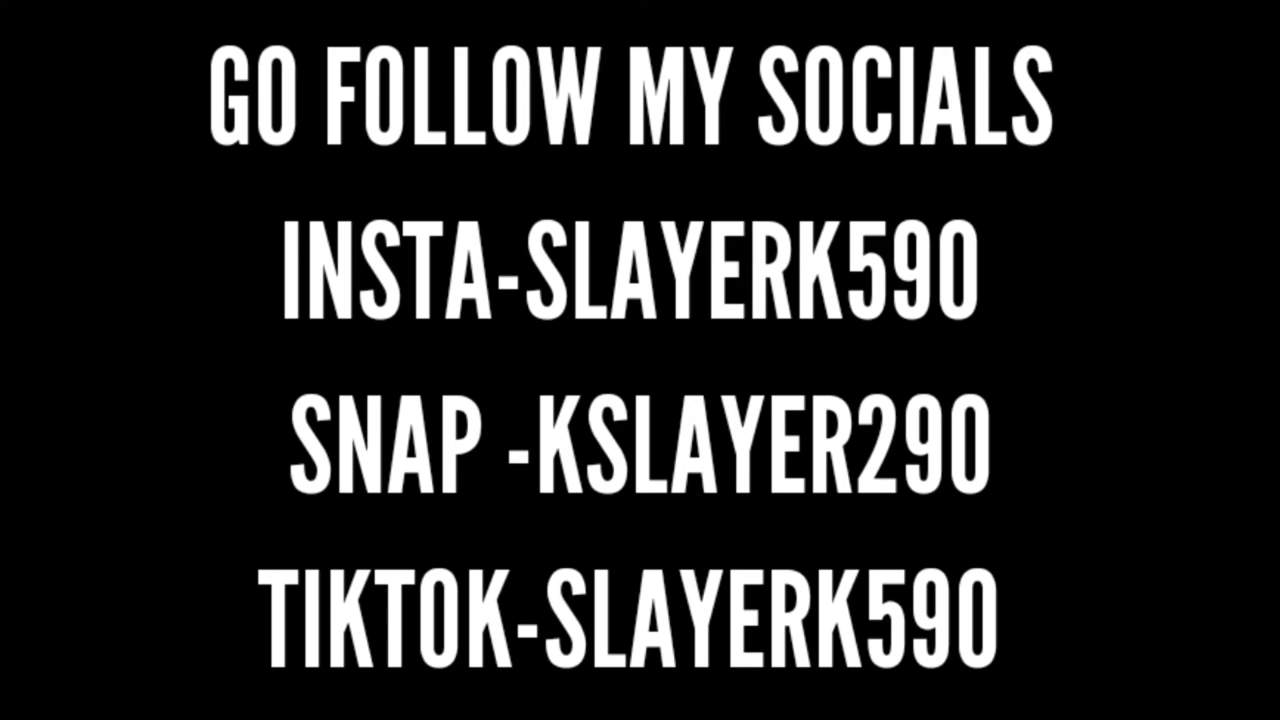 GO FOLLOW MY SOCIALS
INSTA-SLAYERK590
SNAP -KSLAYER290
TIKTOK-SLAYERK590